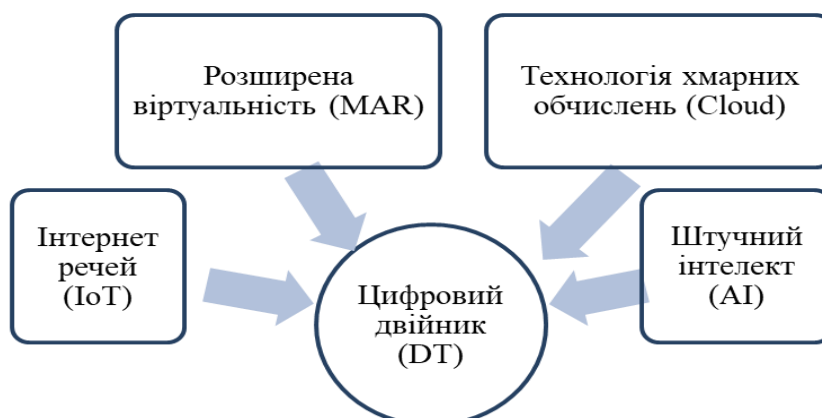 Розширена
віртуальність (MAR)
Технологія хмарних
обчислень (Cloud)
Інтернет
речей
(IoT)
Цифровий
двійник
(DT)
Штучний
інтелект
(AI)